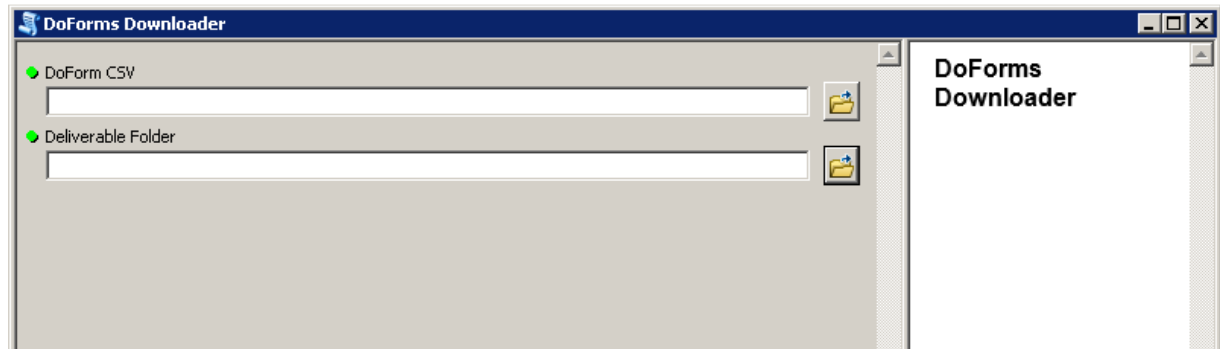 DoForms Downloader
DoForm CSV
Deliverable Folder
DoForms
Downloader